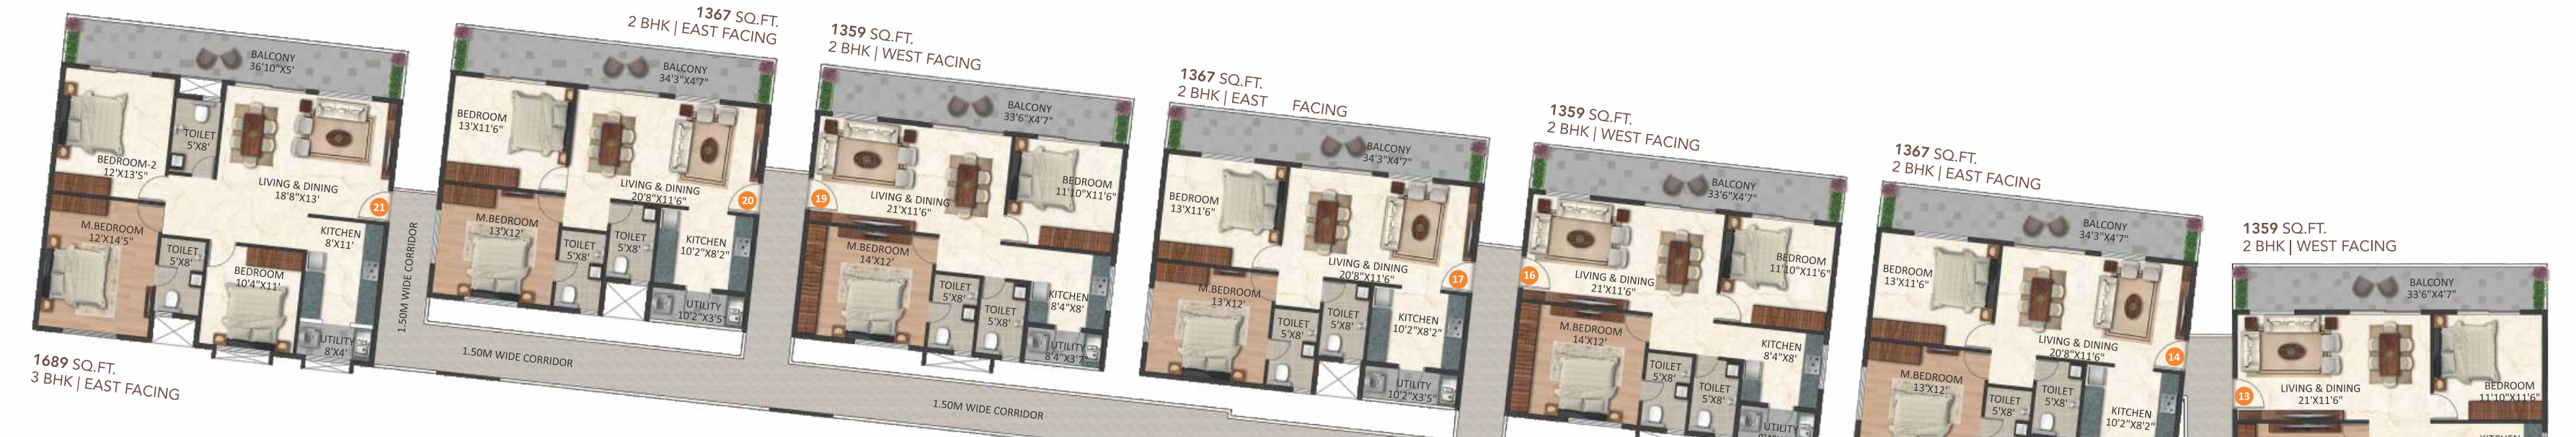 BALCONY
36'10"X5'
BEDROOM-2
12'X13'5"
TOILET
5'X8'
LIVING & DINING
18'8"X13'
21
M.BEDROOM
12'X14'5"
TOILET
5'X8'
BEDROOM
10'4"X11'
KITCHEN
8'X11'
UTILITY
8'X4'
1689 SQ.FT.
3 BHK | EAST FACING
1.50M WIDE CORRIDOR
1367 SQ.FT.
2 BHK | EAST FACING
BALCONY
34'3"X4'7"
BEDROOM
13'X11'6"
LIVING & DINING
20'8"X11'6"
20
M.BEDROOM
13'X12'
TOILET
5'X8'
TOILET
5'X8'
KITCHEN
10'2"X8'2"
UTILITY
10'2"X3'5"
1.50M WIDE CORRIDOR
1359 SQ.FT.
2 BHK | WEST FACING
BALCONY
33'6"X4'7"
19
LIVING & DINING
21'X11'6"
BEDROOM
11'10"X11'6"
M.BEDROOM
14'X12'
TOILET
5'X8'
TOILET
5'X8'
KITCHEN
8'4"X8'
UTILITY
8'4"X3'7"
1.50M WIDE CORRIDOR
1367 SQ.FT.
2 BHK | EAST FACING
BALCONY
34'3"X4'7"
BEDROOM
13'X11'6"
LIVING & DINING
20'8"X11'6"
17
M.BEDROOM
13'X12'
TOILET
5'X8'
TOILET
5'X8'
KITCHEN
10'2"X8'2"
UTILITY
10'2"X3'5"
1359 SQ.FT.
2 BHK | WEST FACING
BALCONY
33'6"X4'7"
16
LIVING & DINING
21'X11'6"
BEDROOM
11'10"X11'6"
M.BEDROOM
14'X12'
TOILET
5'X8'
TOILET
5'X8'
KITCHEN
8'4"X8'
UTILITY
1367 SQ.FT.
2 BHK | EAST FACING
BALCONY
34'3"X4'7"
BEDROOM
13'X11'6"
LIVING & DINING
20'8"X11'6"
14
M.BEDROOM
13'X12'
TOILET
5'X8'
TOILET
5'X8'
KITCHEN
10'2"X8'2"
1359 SQ.FT.
2 BHK | WEST FACING
BALCONY
33'6"X4'7"
13
LIVING & DINING
21'X11'6"
BEDROOM
11'10"X11'6"